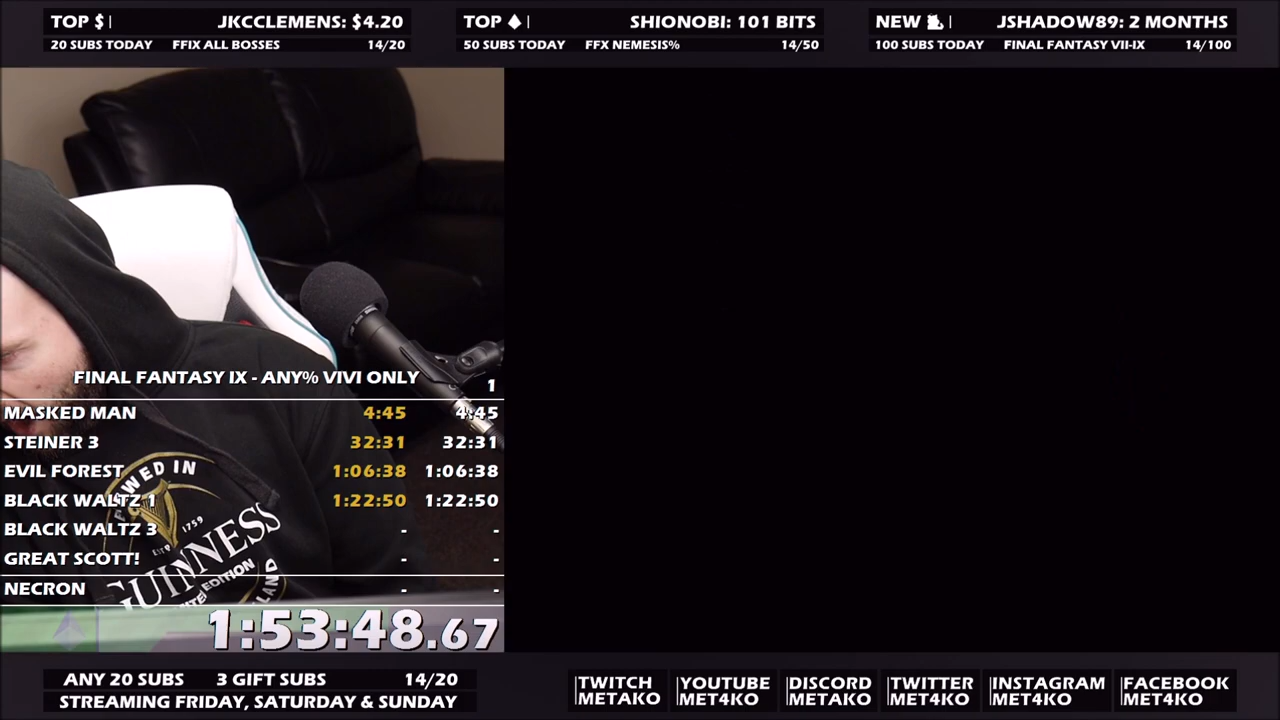 TOP $| JKCCLEMENS: $4.20
20 SUBS TODAY FFIX ALL BOSSES 14/20
TOP ♦| SHIONOBI: 101 BITS
50 SUBS TODAY FFX NEMESIS% 14/50
NEW | JSHADOW89: 2 MONTHS
100 SUBS TODAY FINAL FANTASY VII-IX 14/100
FINAL FANTASY IX - ANY% VIVI ONLY 1
MASKED MAN 4:45 4:45
STEINER 3 32:31 32:31
EVIL FOREST 1:06:38 1:06:38
BLACK WALTZ 1 1:22:50 1:22:50
BLACK WALTZ 3 - -
GREAT SCOTT! - -
NECRON - -
1:53:48.67
1759
GUINNESS
EDITION
ANY 20 SUBS 3 GIFT SUBS 14/20
STREAMING FRIDAY, SATURDAY & SUNDAY
TWITCH
METAKO
YOUTUBE
MET4KO
DISCORD
METAKO
TWITTER
MET4KO
INSTAGRAM
MET4KO
FACEBOOK
MET4KO